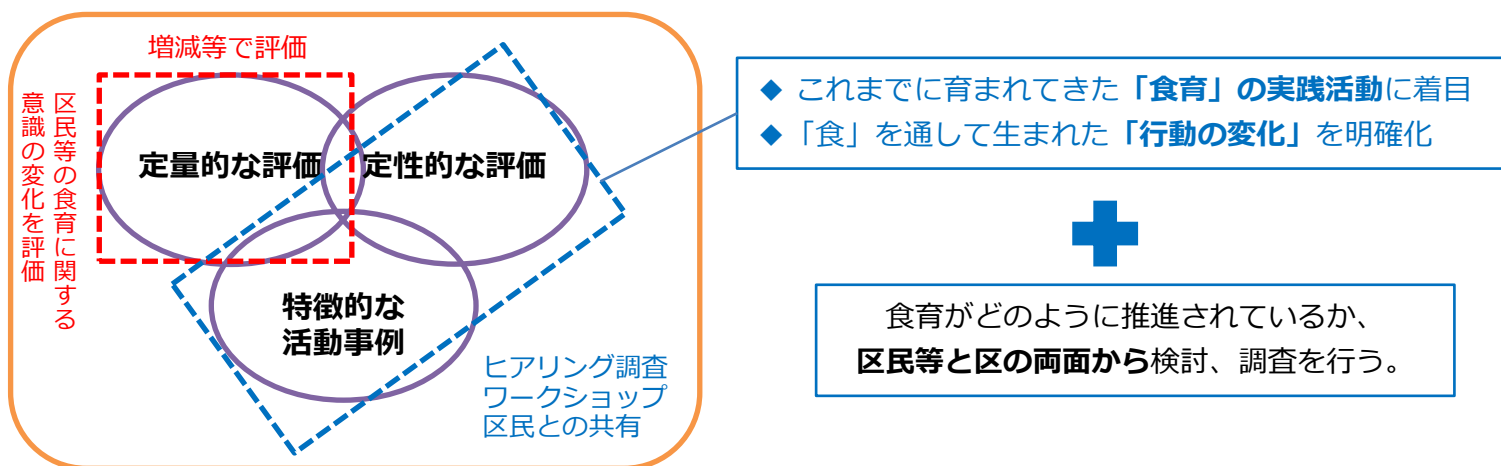 増減等で評価
区民等の食育に関する
意識の変化を評価
定量的な評価
定性的な評価
特徴的な
活動事例
ヒアリング調査
ワークショップ
区民との共有
◆ これまでに育まれてきた「食育」の実践活動に着目
◆ 「食」を通して生まれた「行動の変化」を明確化
食育がどのように推進されているか、
区民等と区の両面から検討、調査を行う。